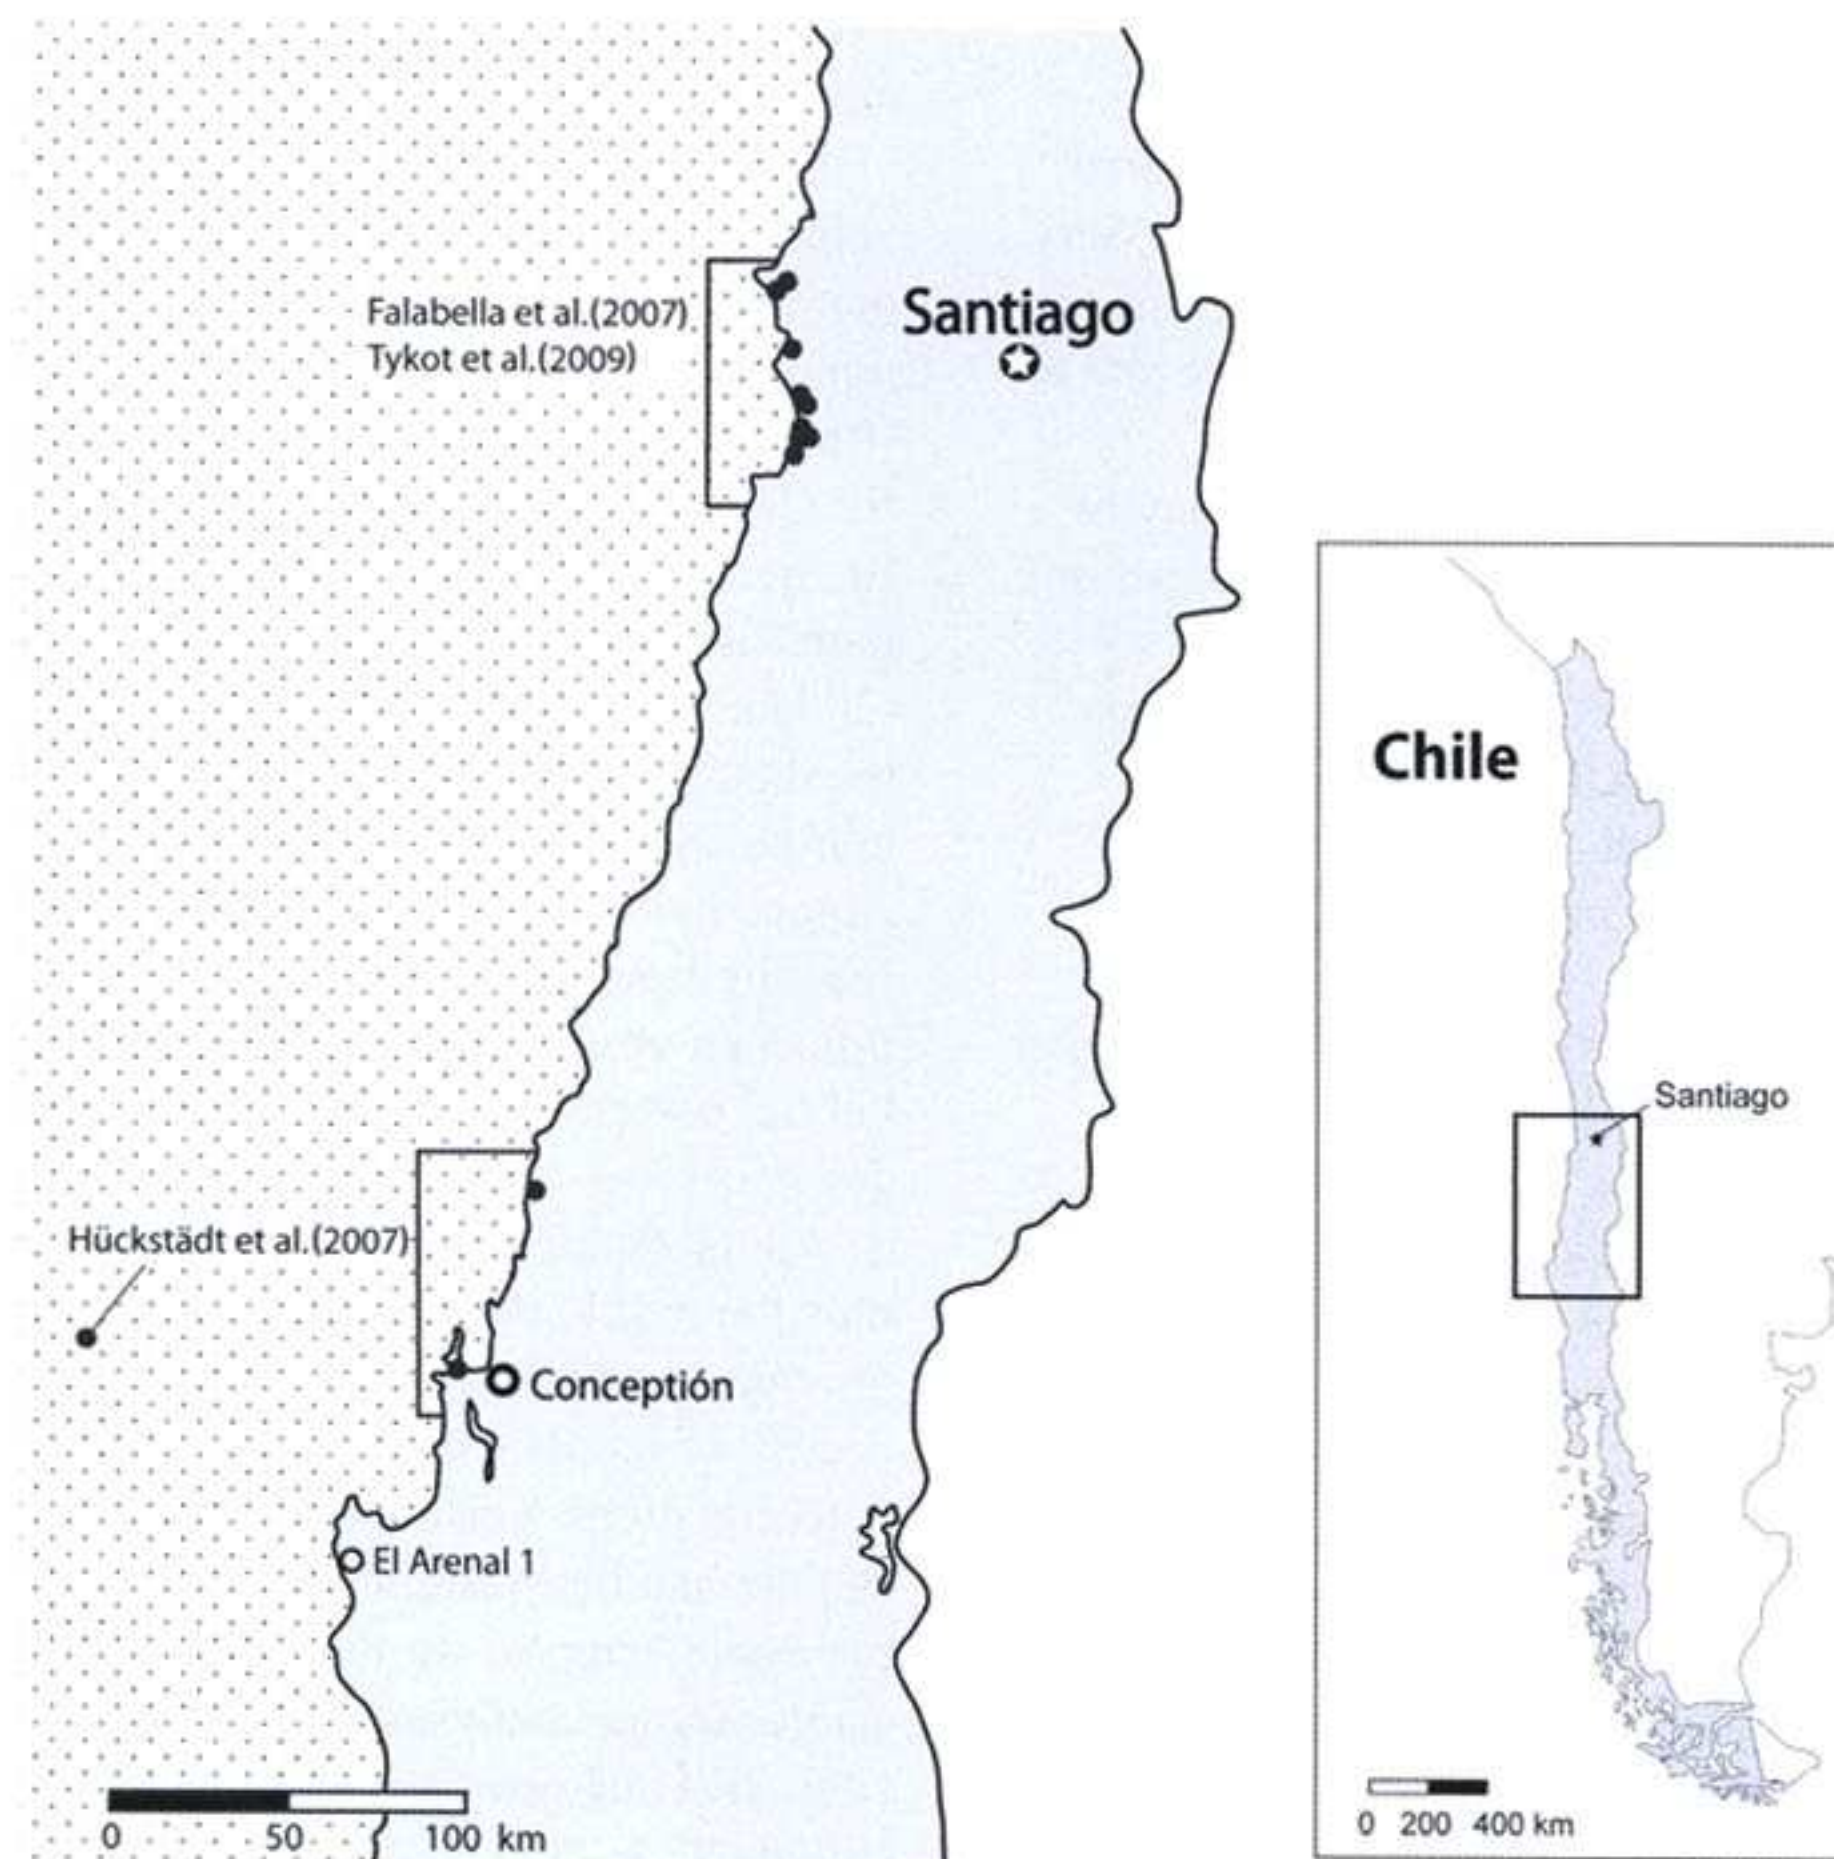 Falabella et al.(2007)
Tykot et al.(2009)
Santiago
Chile
Santiago
Hückstädt et al.(2007)
Conceptión
El Arenal 1
0 50 100 km
0 200 400 km